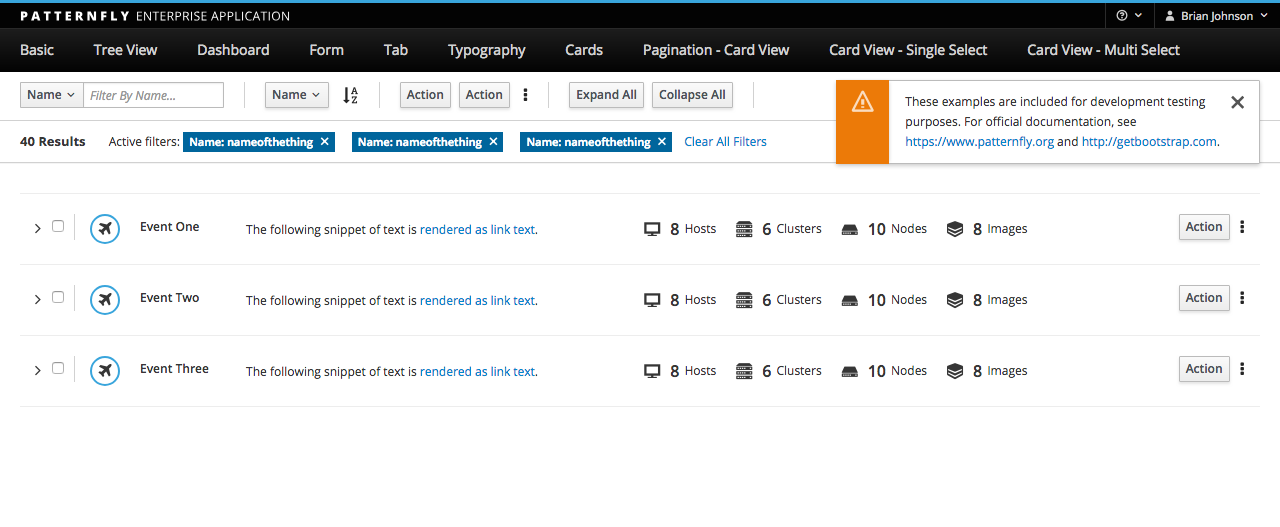 PATTERNFLY ENTERPRISE APPLICATION
Brian Johnson
Basic Tree View Dashboard Form Tab Typography Cards Pagination - Card View Card View - Single Select Card View - Multi Select
Name Filter By Name... Name Action Action Expand All Collapse All
These examples are included for development testing
purposes. For official documentation, see
https://www.patternfly.org and http://getbootstrap.com.
40 Results Active filters: Name: nameofthething Name: nameofthething Name: nameofthething Clear All Filters
Event One The following snippet of text is rendered as link text. 8 Hosts 6 Clusters 10 Nodes 8 Images Action
Event Two The following snippet of text is rendered as link text. 8 Hosts 6 Clusters 10 Nodes 8 Images Action
Event Three The following snippet of text is rendered as link text. 8 Hosts 6 Clusters 10 Nodes 8 Images Action